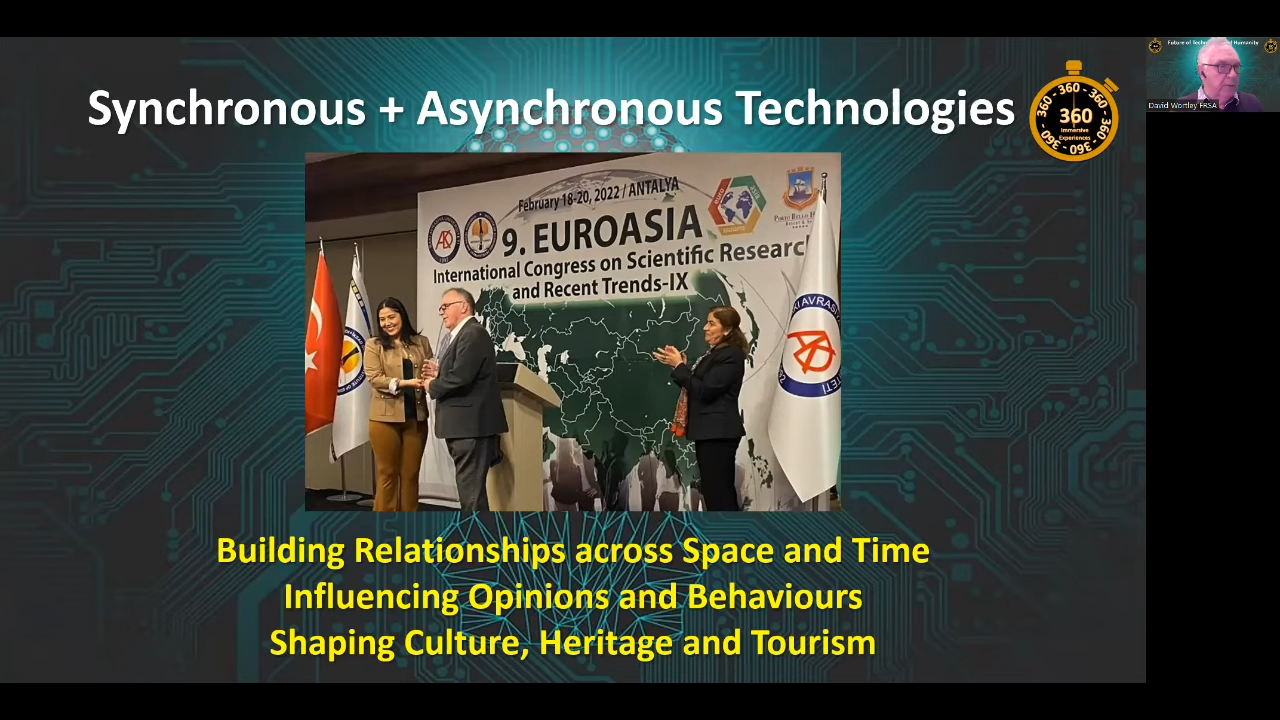 Synchronous + Asynchronous Technologies
360 - 360 - 360 - 360 - 360
360
Immersive
Experiences
David Wortley FRSA
February 18-20, 2022 / ANTALYA
9. EUROASIA
International Congress on Scientific Research
and Recent Trends-IX
Building Relationships across Space and Time
Influencing Opinions and Behaviours
Shaping Culture, Heritage and Tourism